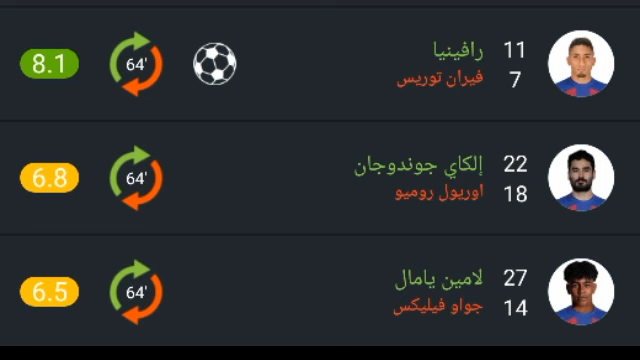 11 رافينيا 64' 8.1
7 فيران توريس
22 إلكاي جوندوجان 64' 6.8
18 اوريول روميو
27 لامين يامال 64' 6.5
14 جواو فيليكس